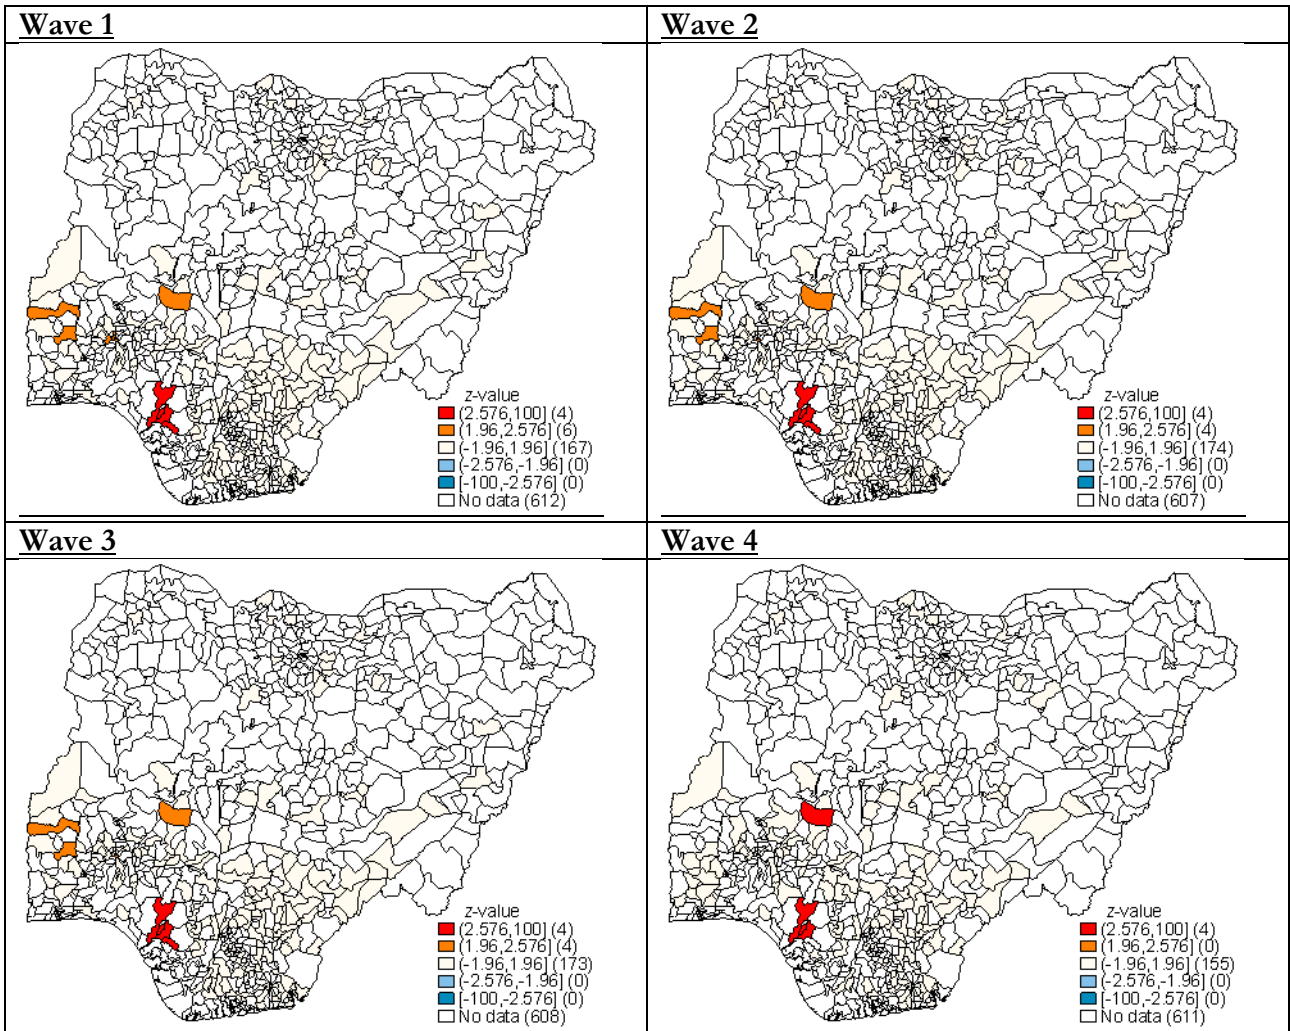 Wave 1
z-value
(2.576,100] (4)
(1.96,2.576] (6)
(-1.96,1.96] (167)
(-2.576,-1.96] (0)
[-100,-2.576] (0)
No data (612)
Wave 2
z-value
(2.576,100] (4)
(1.96,2.576] (4)
(-1.96,1.96] (174)
(-2.576,-1.96] (0)
[-100,-2.576] (0)
No data (607)
Wave 3
z-value
(2.576,100] (4)
(1.96,2.576] (4)
(-1.96,1.96] (173)
(-2.576,-1.96] (0)
[-100,-2.576] (0)
No data (608)
Wave 4
z-value
(2.576,100] (4)
(1.96,2.576] (0)
(-1.96,1.96] (155)
(-2.576,-1.96] (0)
[-100,-2.576] (0)
No data (611)